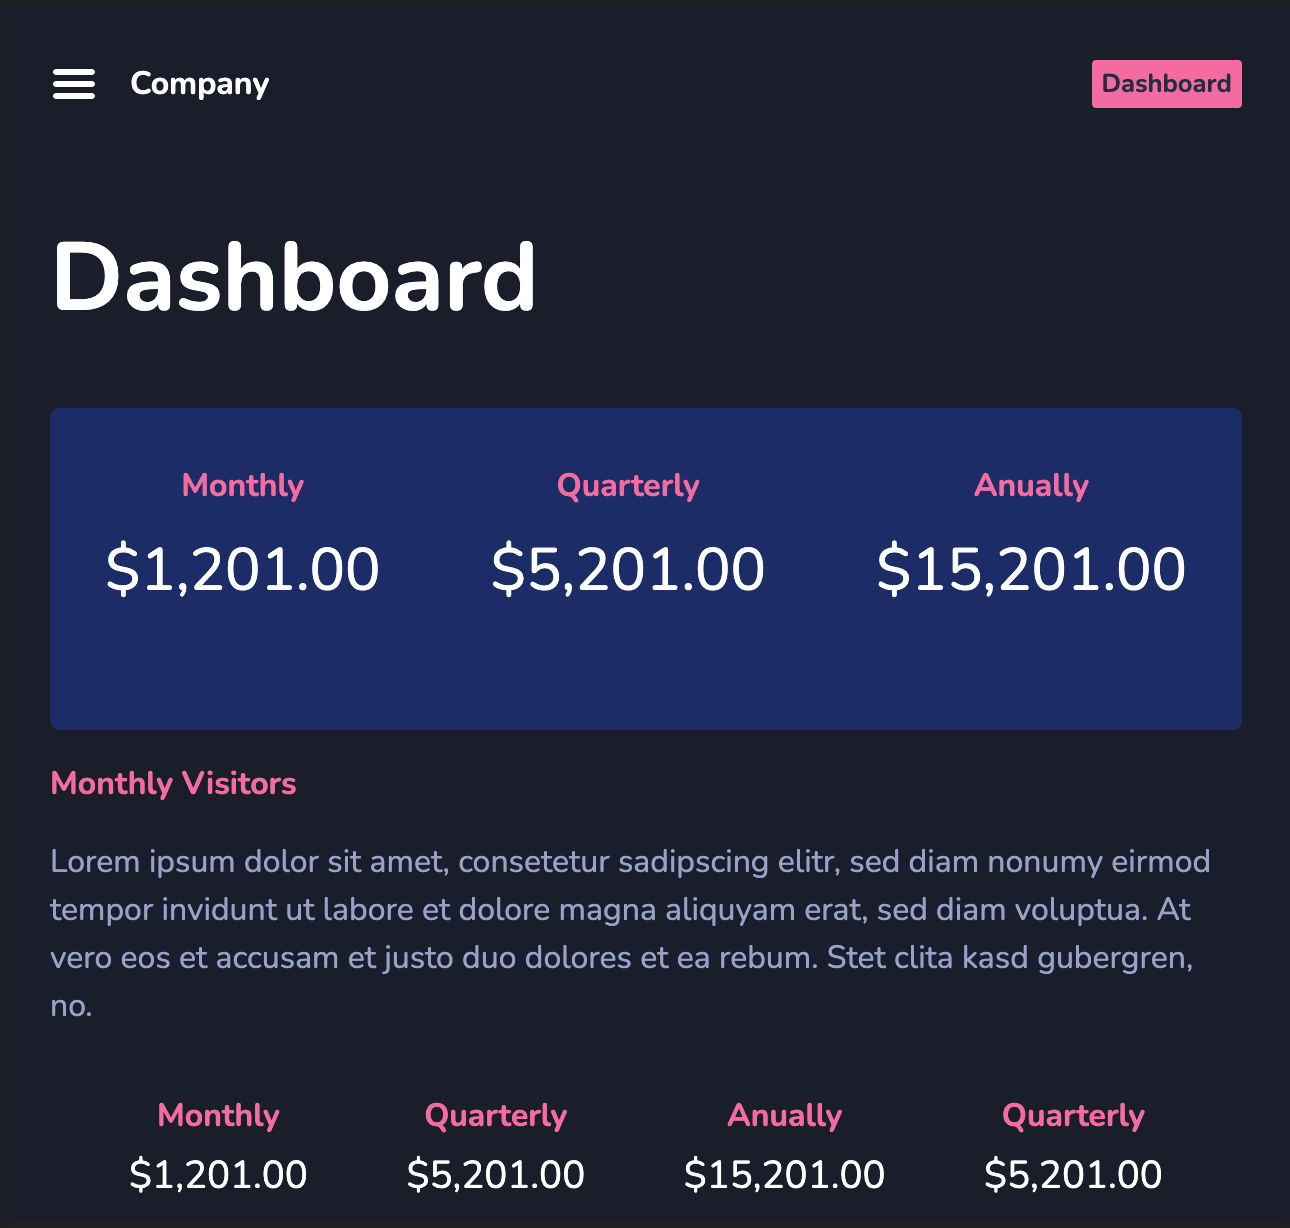 Company
Dashboard
Dashboard
Monthly Quarterly Anually
$1,201.00 $5,201.00 $15,201.00
Monthly Visitors
Lorem ipsum dolor sit amet, consetetur sadipscing elitr, sed diam nonumy eirmod
tempor invidunt ut labore et dolore magna aliquyam erat, sed diam voluptua. At
vero eos et accusam et justo duo dolores et ea rebum. Stet clita kasd gubergren,
no.
Monthly Quarterly Anually Quarterly
$1,201.00 $5,201.00 $15,201.00 $5,201.00